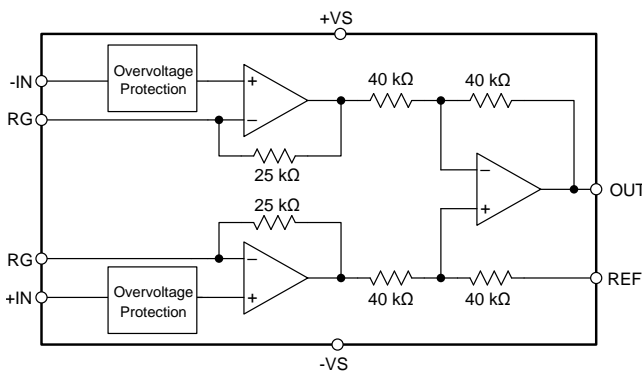 +VS
-IN
Overvoltage
Protection
40 kΩ
40 kΩ
+
−
RG
25 kΩ
−
+
OUT
25 kΩ
RG
−
+
+IN
Overvoltage
Protection
40 kΩ
40 kΩ
REF
-VS